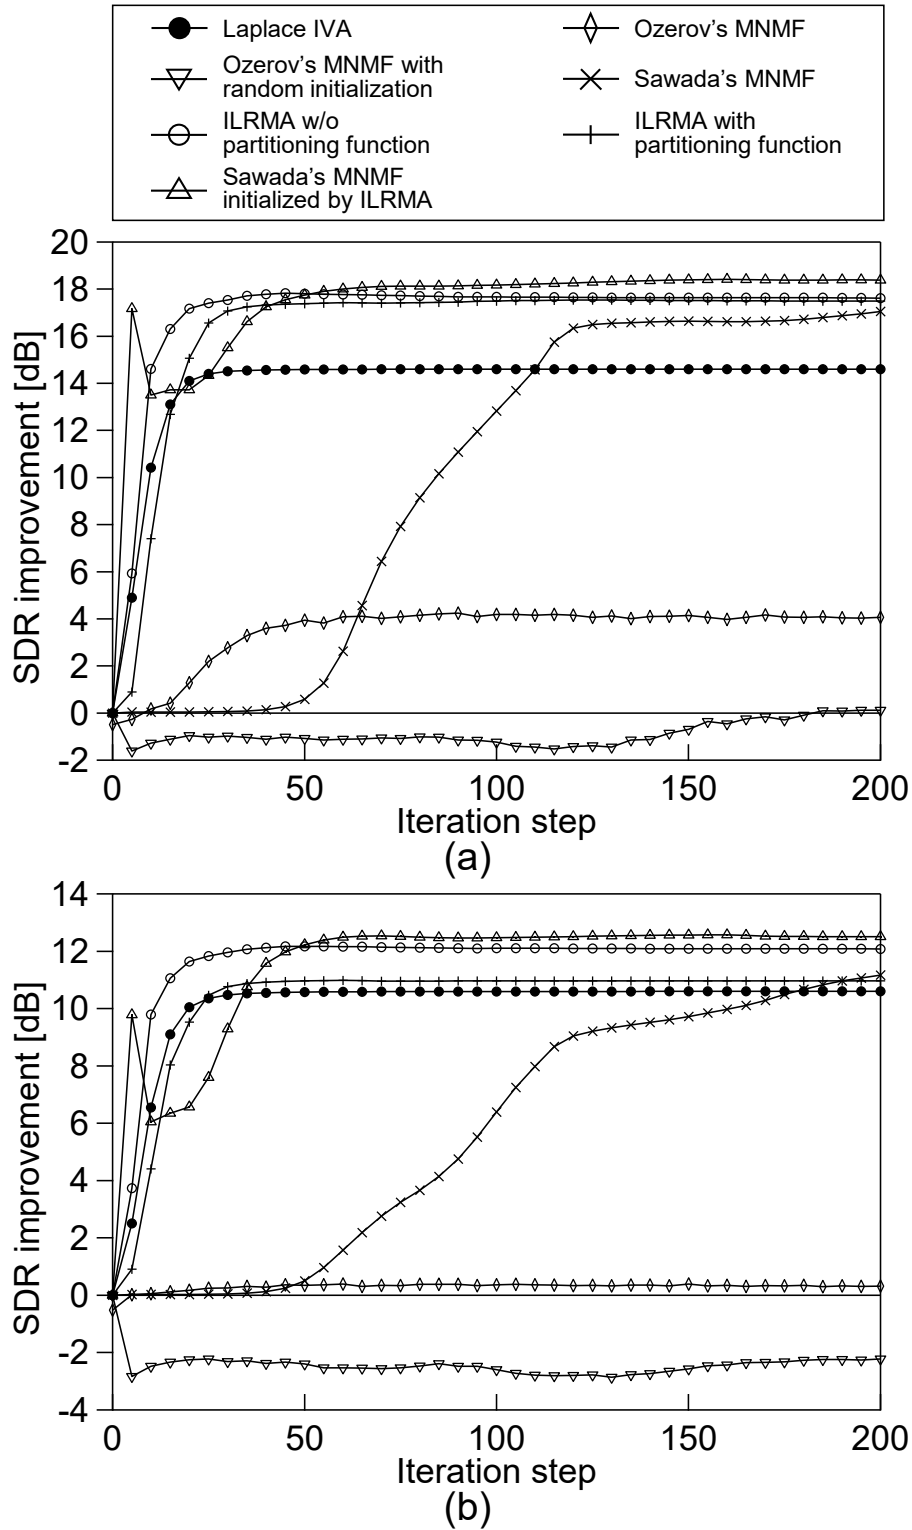 Laplace IVA
Ozerov's MNMF
Ozerov's MNMF with
random initialization
Sawada's MNMF
ILRMA w/o
partitioning function
ILRMA with
partitioning function
Sawada's MNMF
initialized by ILRMA
20
18
16
14
12
10
8
6
4
2
0
-2
SDR improvement [dB]
0 50 100 150 200
Iteration step
(a)
14
12
10
8
6
4
2
0
-2
-4
SDR improvement [dB]
0 50 100 150 200
Iteration step
(b)